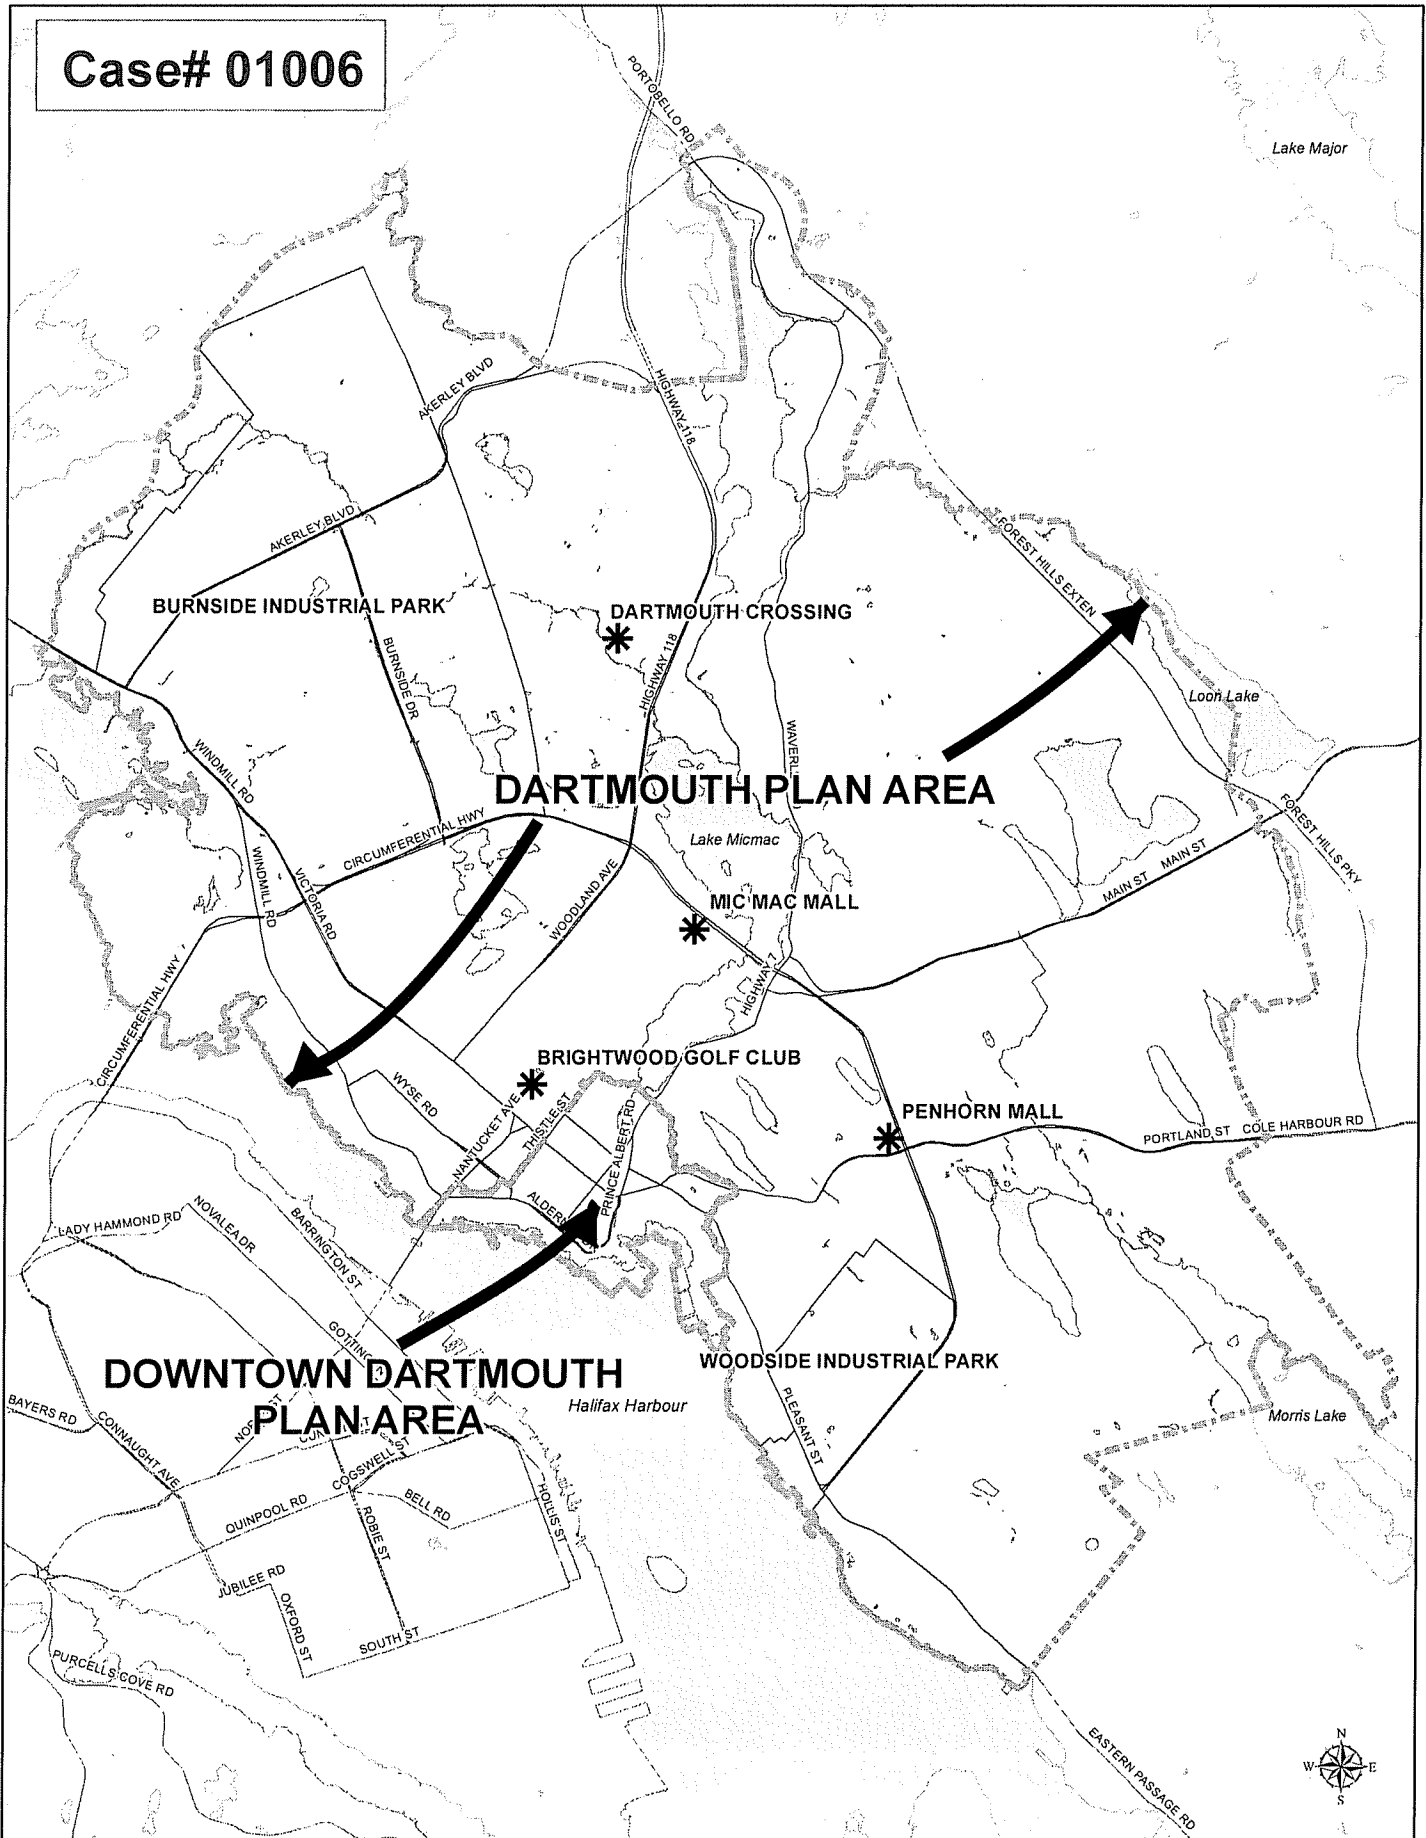 Case# 01006
PORTOBELLO RD
Lake Major
AKERLEY BLVD
HIGHWAY 118
AKERLEY BLVD
FOREST HILLS EXTEN
BURNSIDE INDUSTRIAL PARK
DARTMOUTH CROSSING
BURNSIDE DR
HIGHWAY 118
Loon Lake
WINDMILL RD
DARTMOUTH PLAN AREA
FOREST HILLS PKY
CIRCUMFERENTIAL HWY
Lake Micmac
WINDMILL RD
VICTORIA RD
WOODLAND AVE
MAIN ST
MAIN ST
MIC MAC MALL
CIRCUMFERENTIAL HWY
HIGHWAY 7
BRIGHTWOOD GOLF CLUB
WYSE RD
NANTUCKET AVE
THISTLE ST
PRINCE ALBERT RD
PENHORN MALL
PORTLAND ST
COLE HARBOUR RD
LADY HAMMOND RD
NOVALEA DR
BARRINGTON ST
WOODSIDE INDUSTRIAL PARK
DOWNTOWN DARTMOUTH
PLAN AREA
Halifax Harbour
BAYERS RD
CONNAUGHT AVE
PLEASANT ST
Morris Lake
COGSWELL ST
QUINPOOL RD
BELL RD
HOLLIS ST
ROBIE ST
JUBILEE RD
OXFORD ST
SOUTH ST
PURCELLS COVE RD
EASTERN PASSAGE RD
N
W
E
S